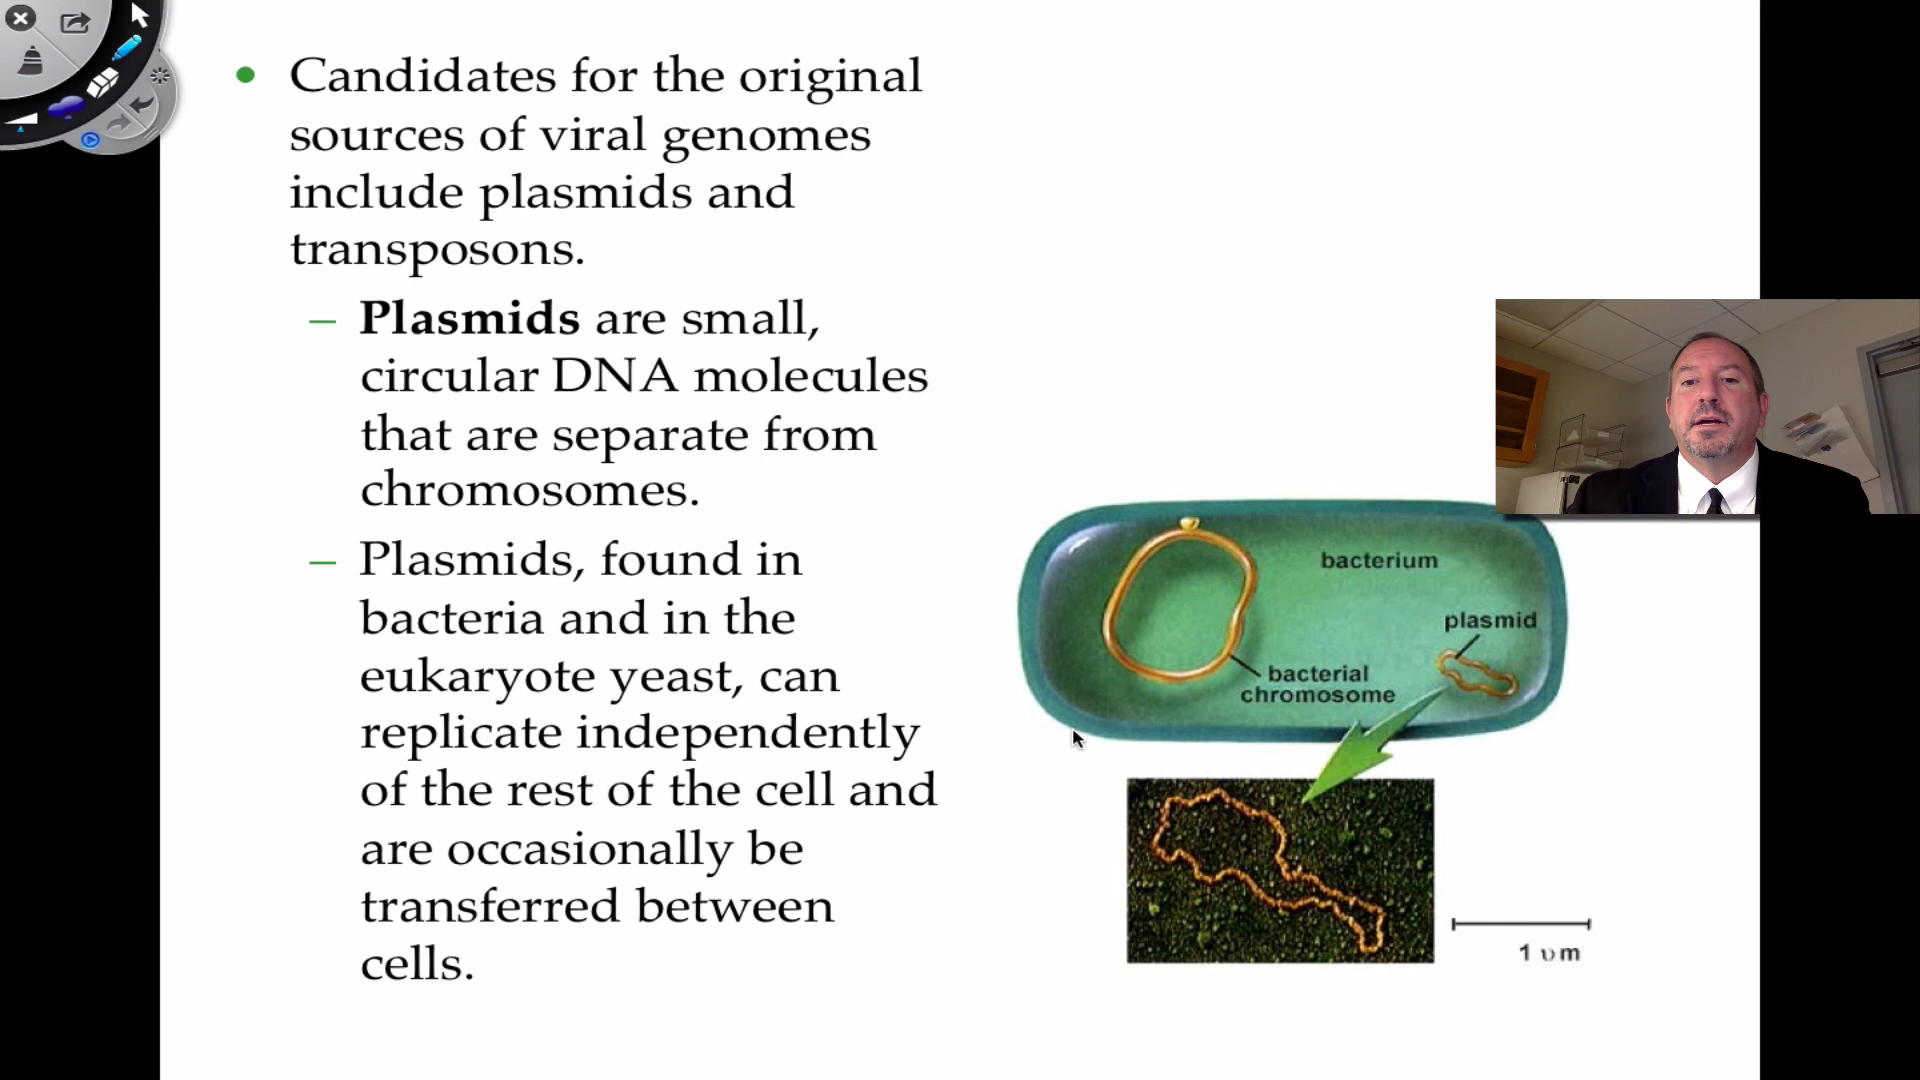 Candidates for the original
sources of viral genomes
include plasmids and
transposons.
Plasmids are small,
circular DNA molecules
that are separate from
chromosomes.
Plasmids, found in
bacteria and in the
eukaryote yeast, can
replicate independently
of the rest of the cell and
are occasionally be
transferred between
cells.
bacterium
plasmid
bacterial
chromosome
1 υm